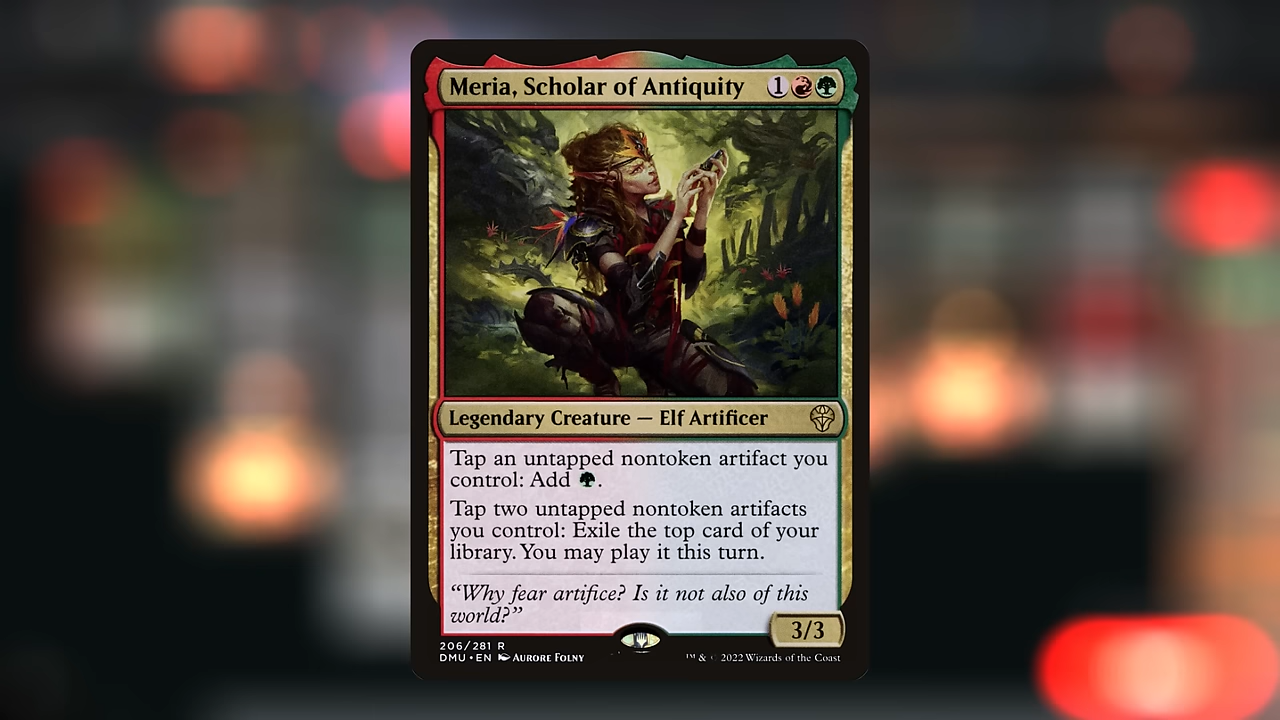 Meria, Scholar of Antiquity 1
Legendary Creature — Elf Artificer
Tap an untapped nontoken artifact you
control: Add .
Tap two untapped nontoken artifacts
you control: Exile the top card of your
library. You may play it this turn.
“Why fear artifice? Is it not also of this
world?”
3/3
206/281 R
DMU • EN Aurore Folny
™ & © 2022 Wizards of the Coast